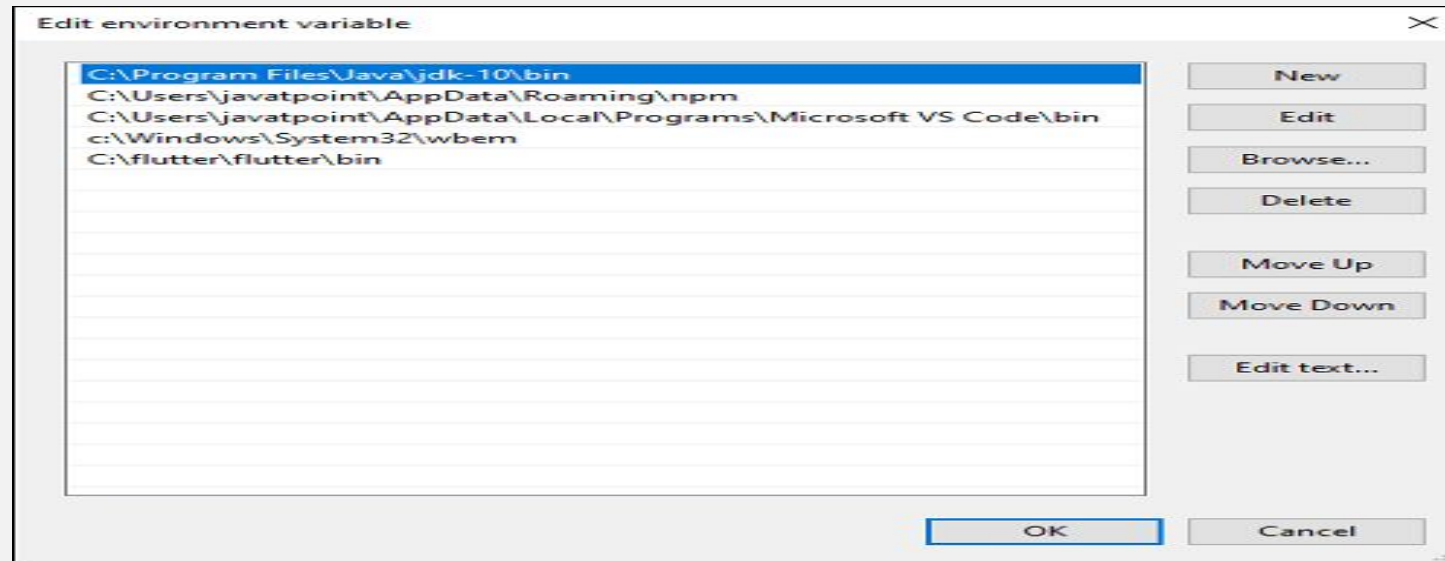 Edit environment variable
C:\Program Files\Java\jdk-10\bin
C:\Users\javatpoint\AppData\Roaming\npm
C:\Users\javatpoint\AppData\Local\Programs\Microsoft VS Code\bin
c:\Windows\System32\wbem
C:\flutter\flutter\bin
New
Edit
Browse...
Delete
Move Up
Move Down
Edit text...
OK
Cancel